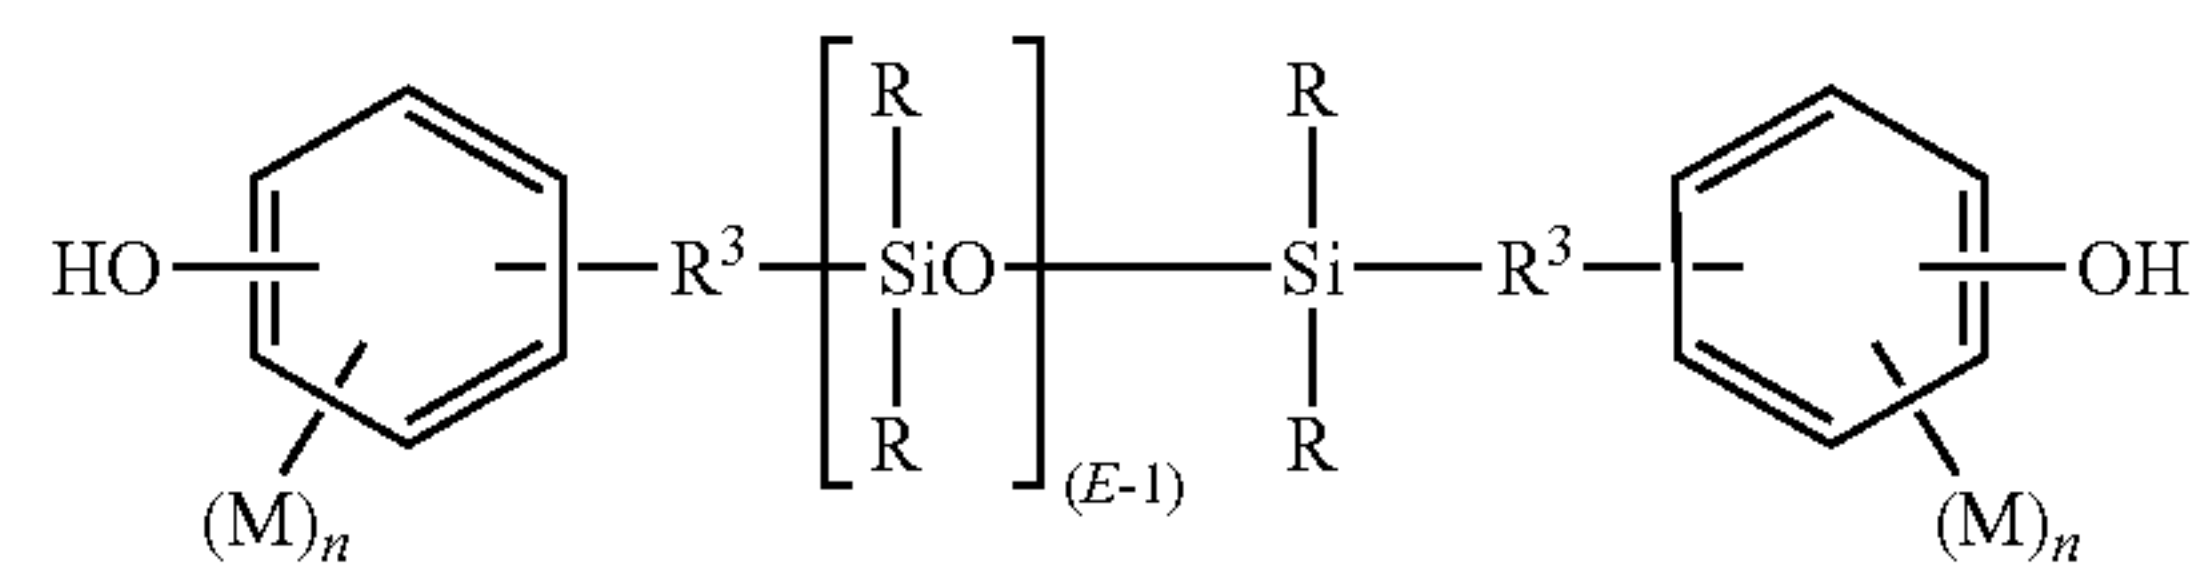 R R
HO R³ SiO Si R³ OH
R R
(E-1)
(M)n (M)n